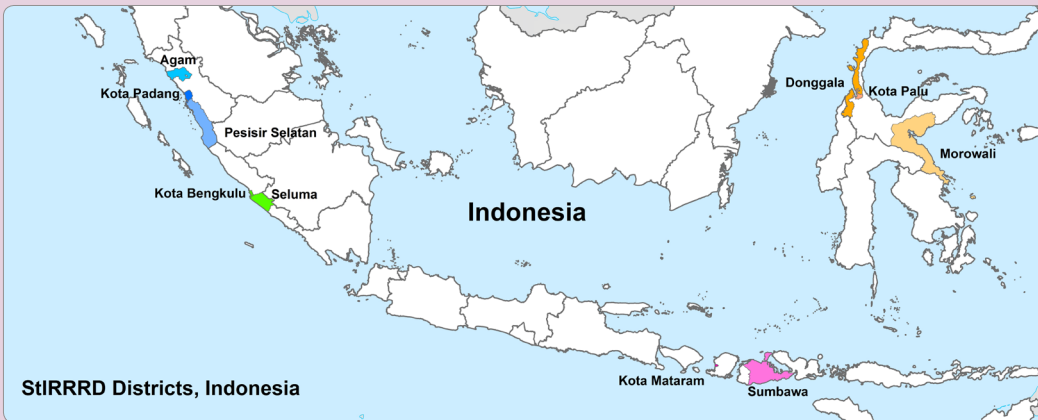 Agam
Kota Padang
Pesisir Selatan
Kota Bengkulu
Seluma
Indonesia
Donggala
Kota Palu
Morowali
Kota Mataram
Sumbawa
StIRRRD Districts, Indonesia